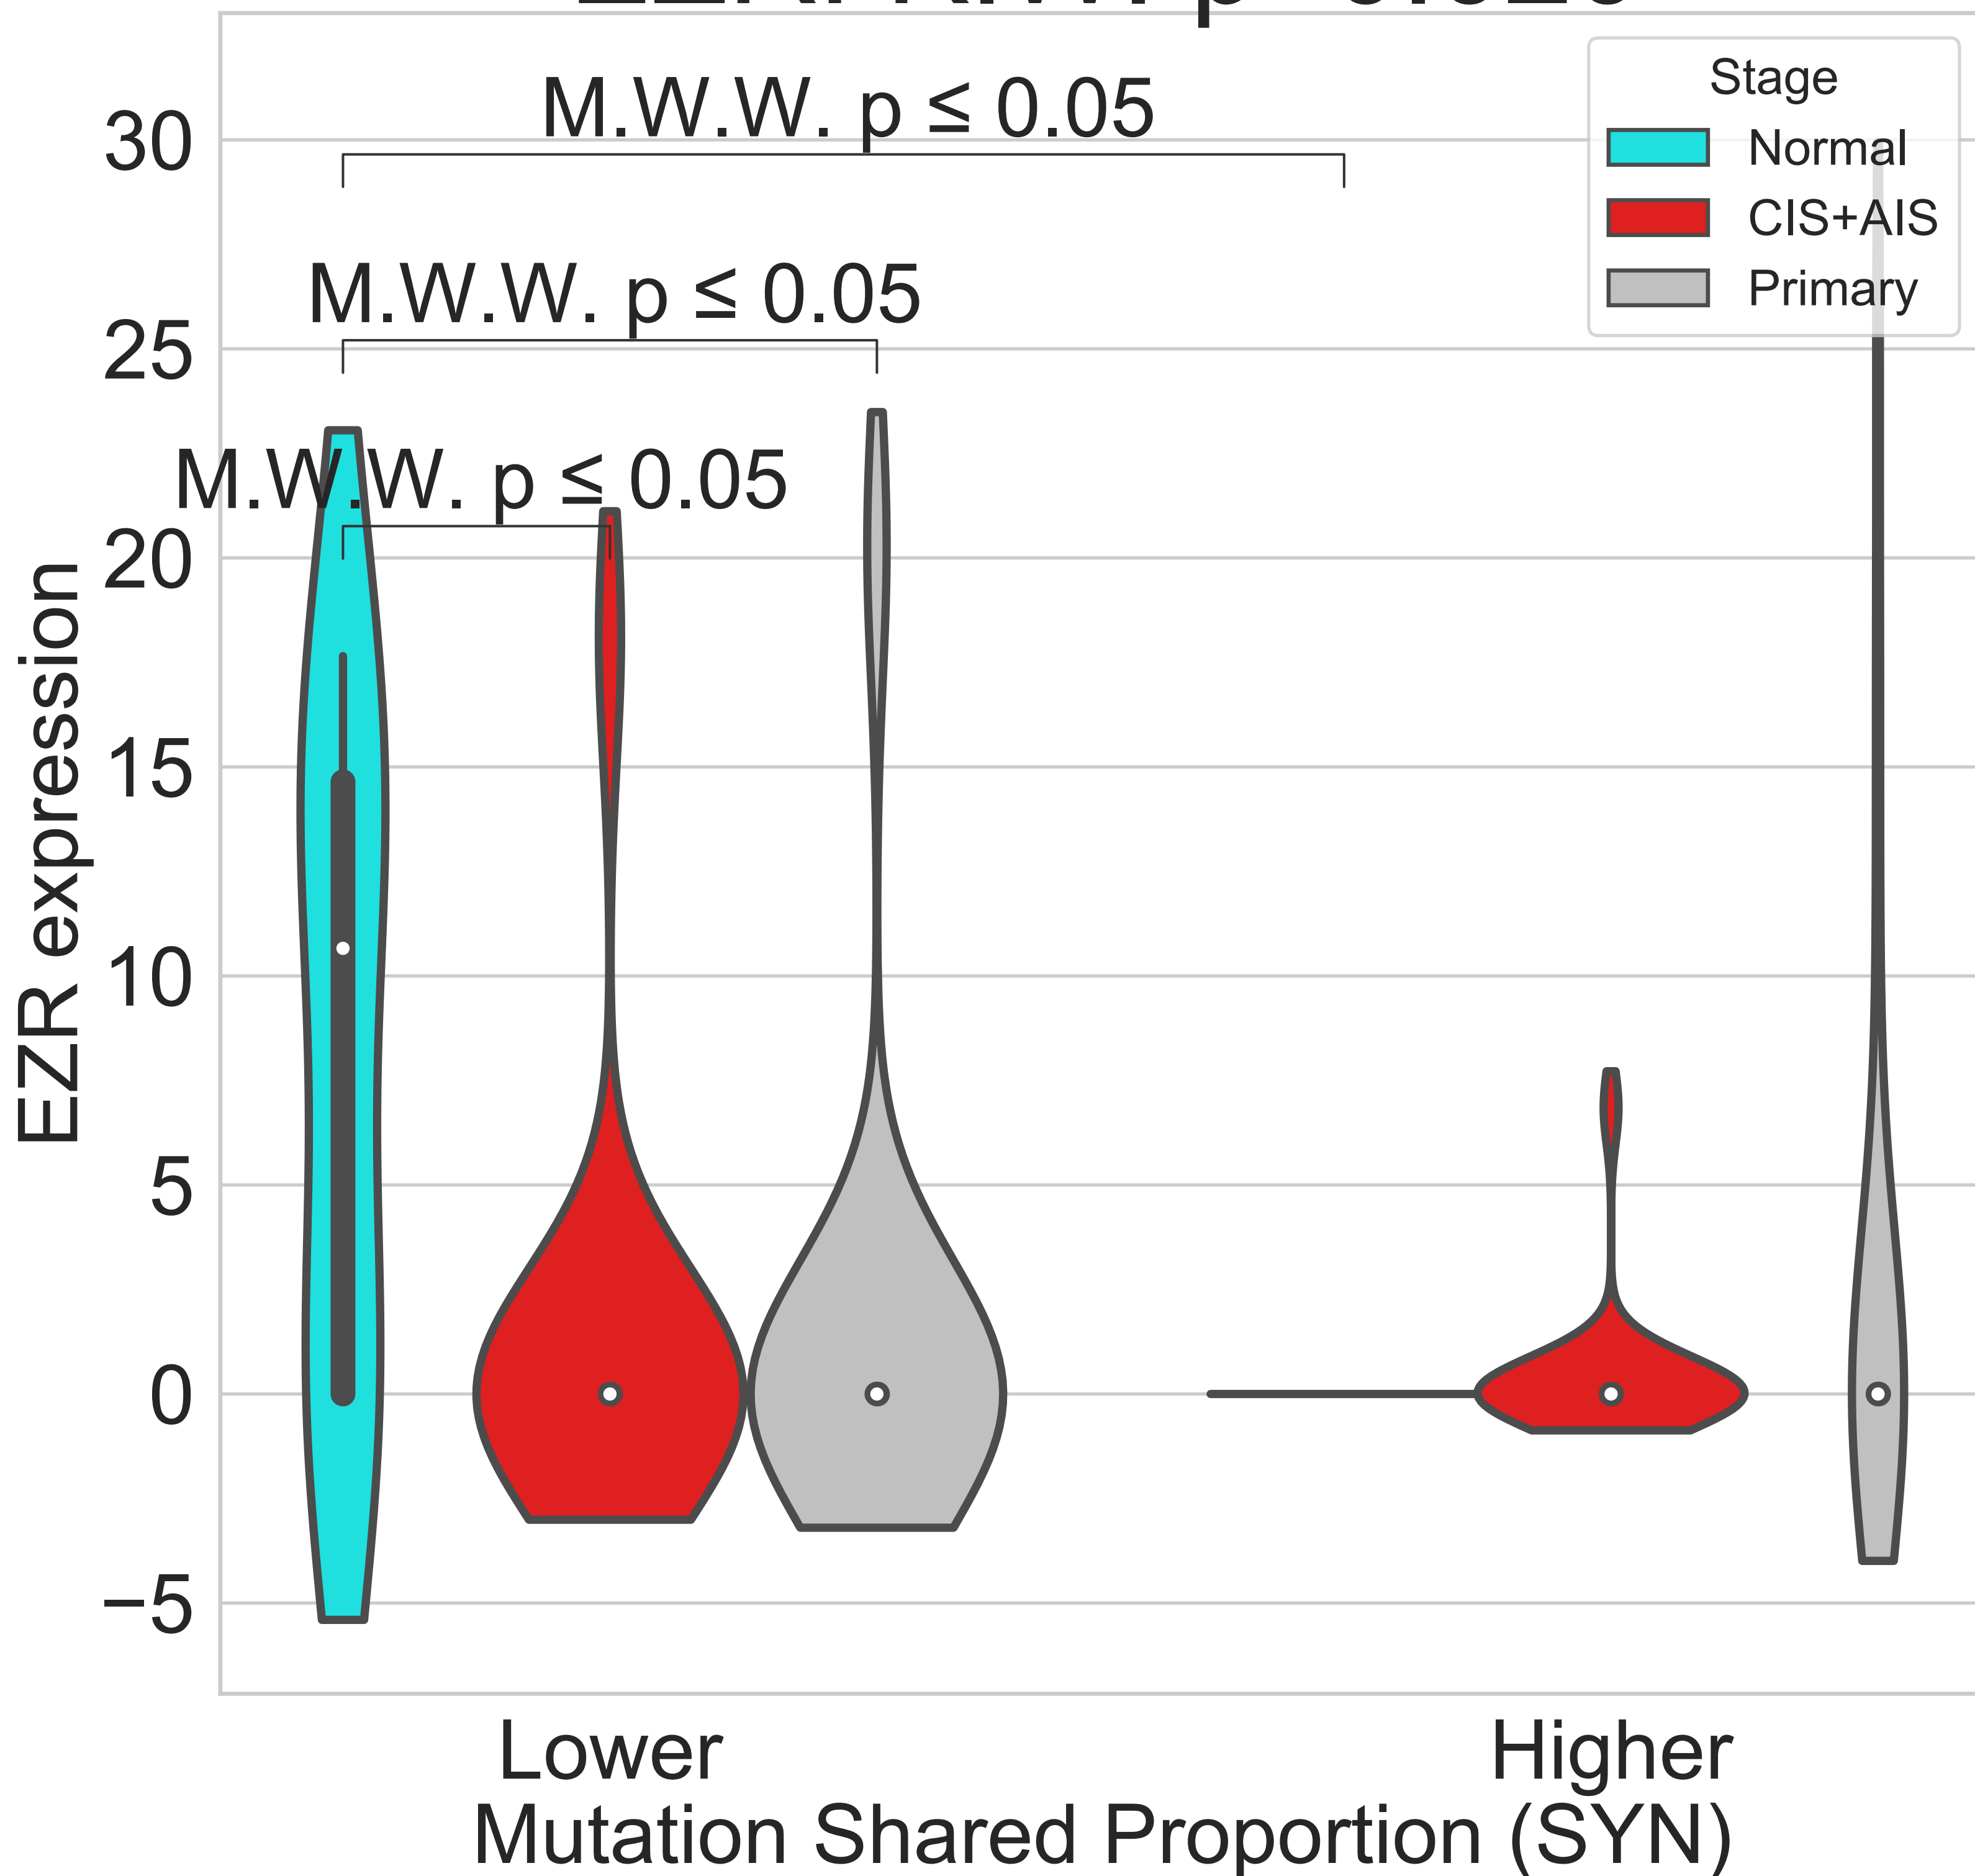 M.W.W. p ≤ 0.05
M.W.W. p ≤ 0.05
M.W.W. p ≤ 0.05
Stage
Normal
CIS+AIS
Primary
EZR expression
30
25
20
15
10
5
0
−5
Lower
Higher
Mutation Shared Proportion (SYN)